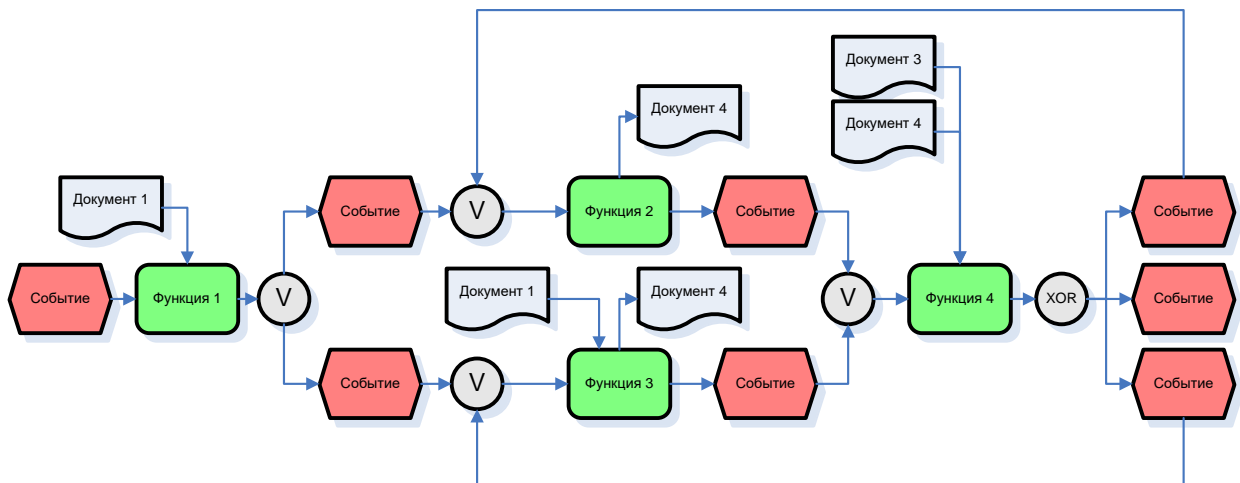 Документ 3
Документ 4
Документ 4
Документ 1
Событие
V
Функция 2
Событие
Событие
Событие
Функция 1
V
Документ 1
Документ 4
V
Функция 4
XOR
Событие
Событие
V
Функция 3
Событие
Событие